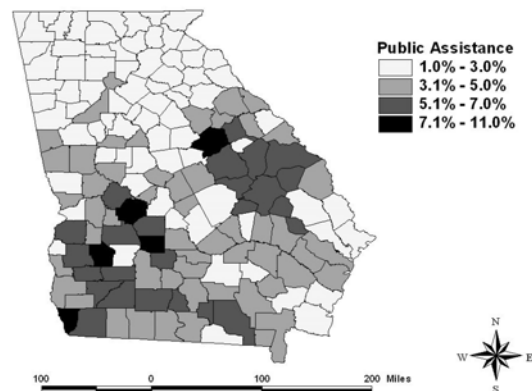 Public Assistance
1.0% - 3.0%
3.1% - 5.0%
5.1% - 7.0%
7.1% - 11.0%
N
W E
S
100 0 100 200 Miles